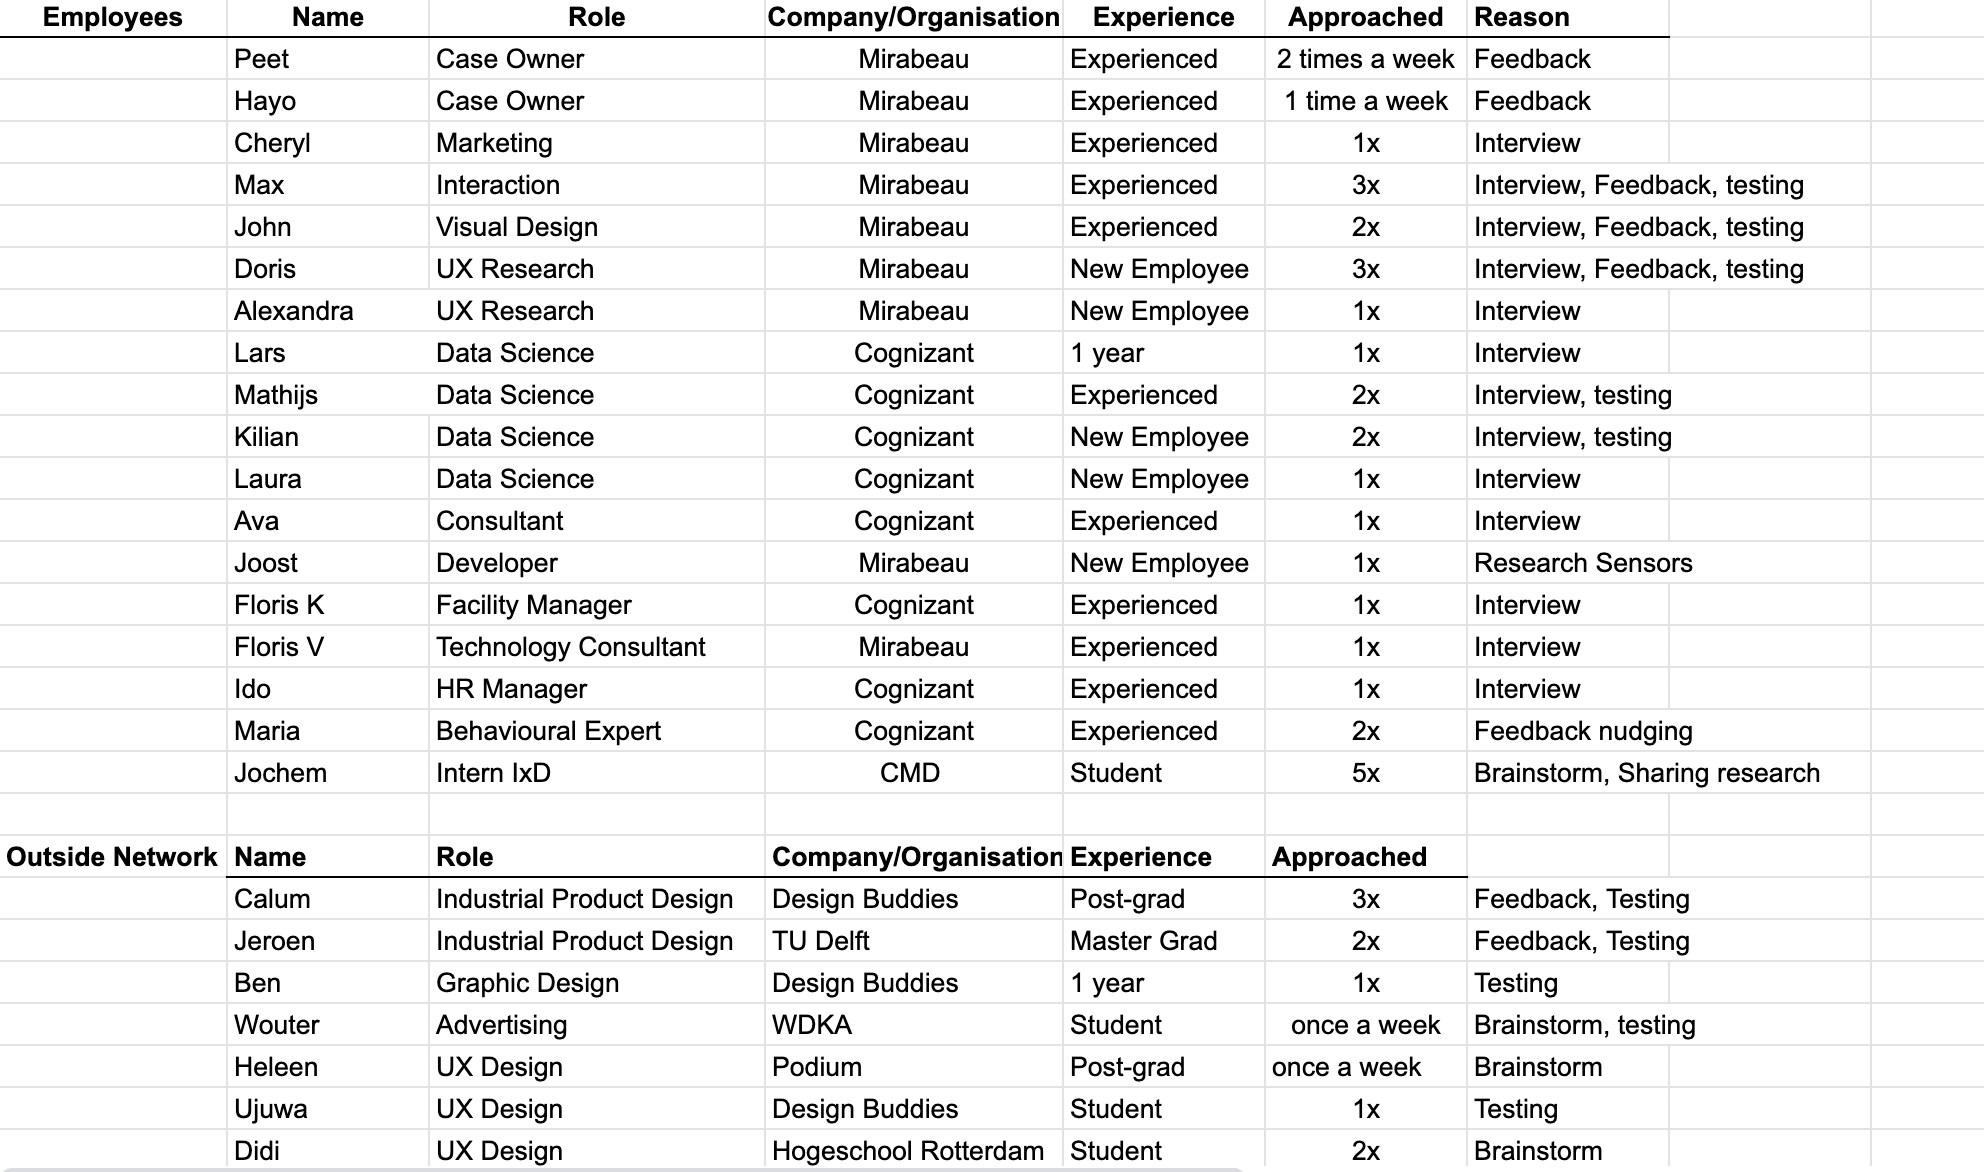 Employees Name Role Company/Organisation Experience Approached Reason
Peet Case Owner Mirabeau Experienced 2 times a week Feedback
Hayo Case Owner Mirabeau Experienced 1 time a week Feedback
Cheryl Marketing Mirabeau Experienced 1x Interview
Max Interaction Mirabeau Experienced 3x Interview, Feedback, testing
John Visual Design Mirabeau Experienced 2x Interview, Feedback, testing
Doris UX Research Mirabeau New Employee 3x Interview, Feedback, testing
Alexandra UX Research Mirabeau New Employee 1x Interview
Lars Data Science Cognizant 1 year 1x Interview
Mathijs Data Science Cognizant Experienced 2x Interview, testing
Kilian Data Science Cognizant New Employee 2x Interview, testing
Laura Data Science Cognizant New Employee 1x Interview
Ava Consultant Cognizant Experienced 1x Interview
Joost Developer Mirabeau New Employee 1x Research Sensors
Floris K Facility Manager Cognizant Experienced 1x Interview
Floris V Technology Consultant Mirabeau Experienced 1x Interview
Ido HR Manager Cognizant Experienced 1x Interview
Maria Behavioural Expert Cognizant Experienced 2x Feedback nudging
Jochem Intern IxD CMD Student 5x Brainstorm, Sharing research
Outside Network Name Role Company/Organisation Experience Approached
Calum Industrial Product Design Design Buddies Post-grad 3x Feedback, Testing
Jeroen Industrial Product Design TU Delft Master Grad 2x Feedback, Testing
Ben Graphic Design Design Buddies 1 year 1x Testing
Wouter Advertising WDKA Student once a week Brainstorm, testing
Heleen UX Design Podium Post-grad once a week Brainstorm
Ujuwa UX Design Design Buddies Student 1x Testing
Didi UX Design Hogeschool Rotterdam Student 2x Brainstorm